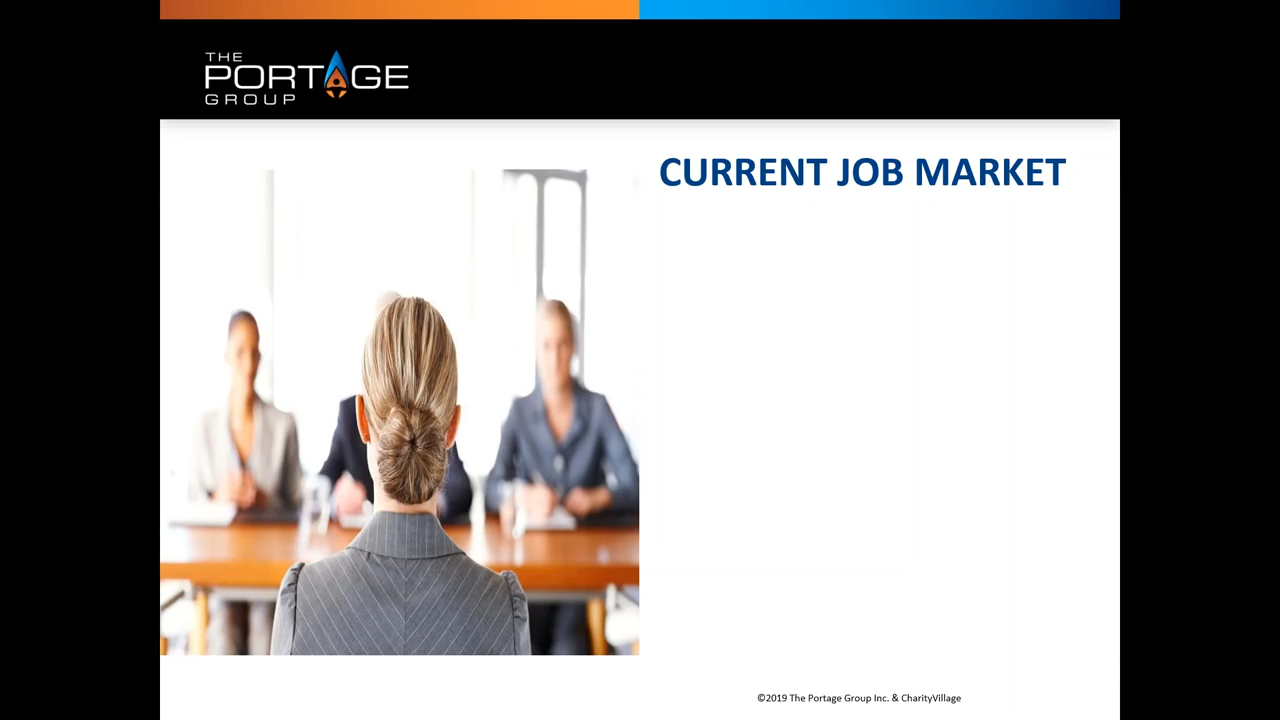 THE
PORTAGE
GROUP
CURRENT JOB MARKET
©2019 The Portage Group Inc. & CharityVillage